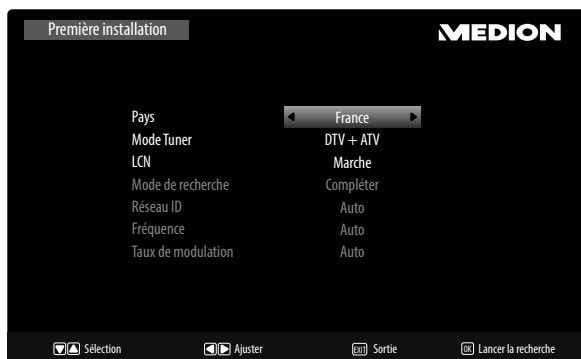 Première installation
MEDION
Pays France
Mode Tuner DTV + ATV
LCN Marche
Mode de recherche Compléter
Réseau ID Auto
Fréquence Auto
Taux de modulation Auto
Sélection Ajuster EXIT Sortie OK Lancer la recherche